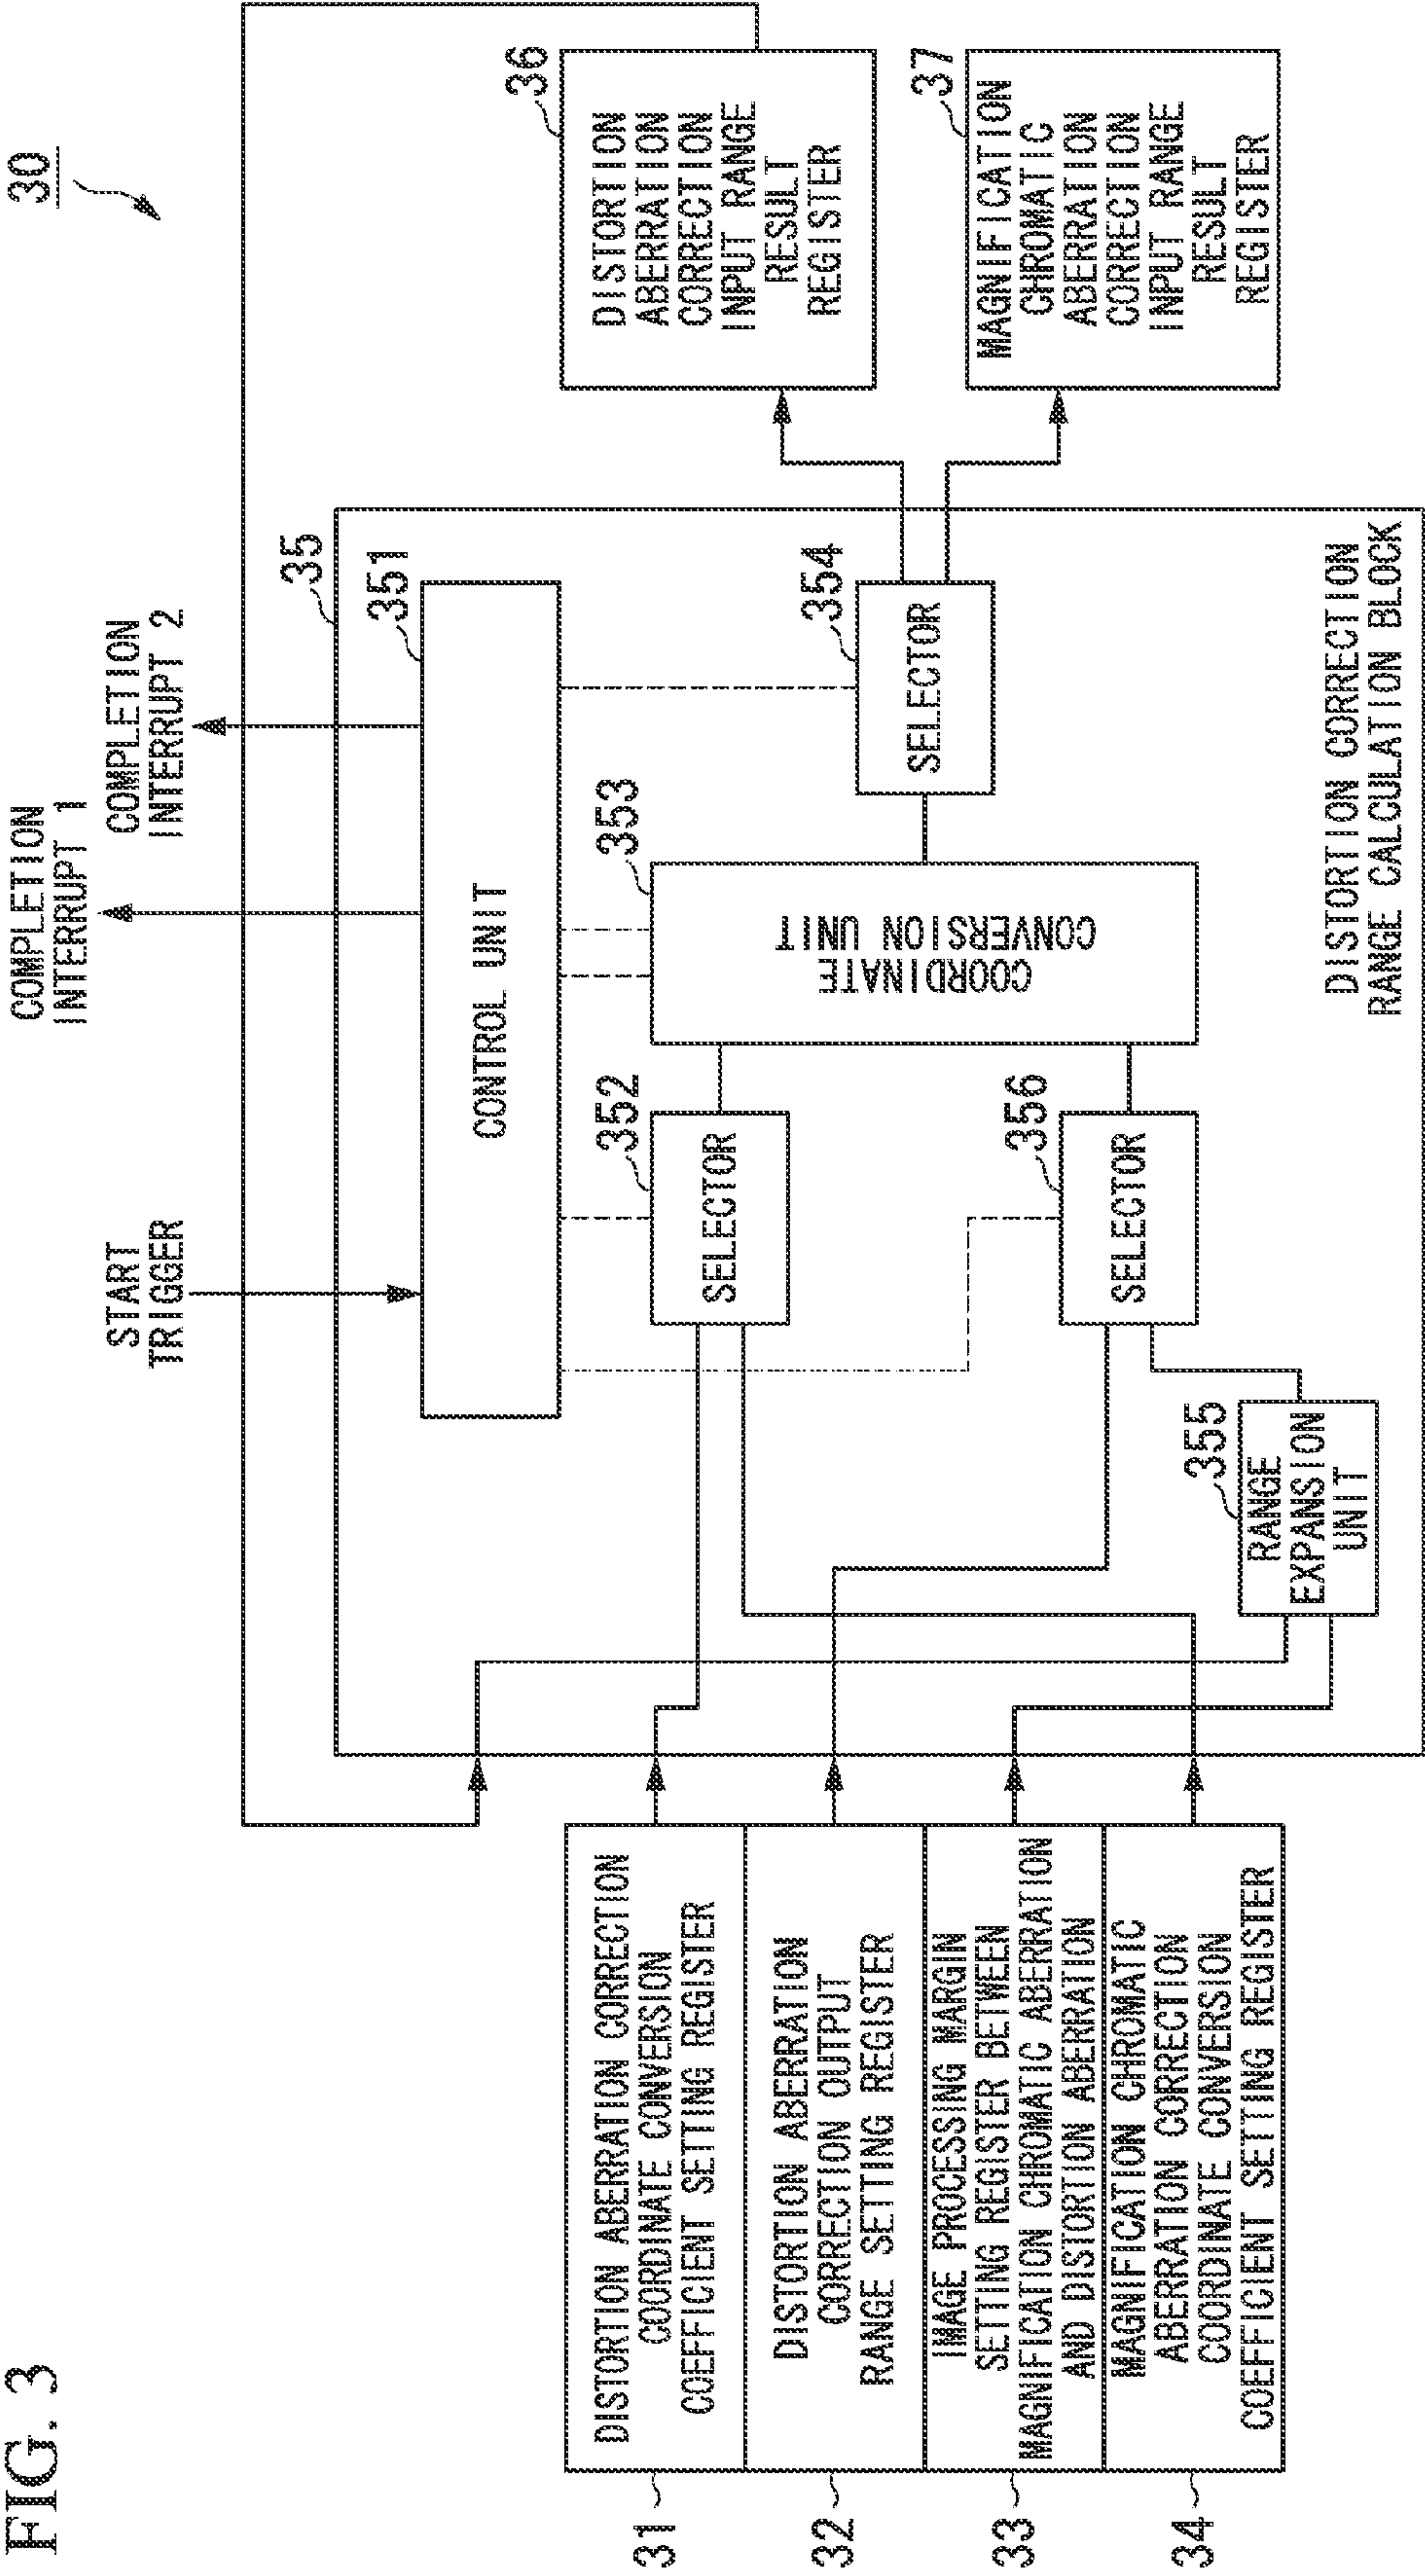 FIG. 3
30
COMPLETION
INTERRUPT 1
START
TRIGGER
COMPLETION
INTERRUPT 2
35
351
CONTROL UNIT
31
DISTORTION ABERRATION CORRECTION
COORDINATE CONVERSION
COEFFICIENT SETTING REGISTER
32
DISTORTION ABERRATION
CORRECTION OUTPUT
RANGE SETTING REGISTER
33
IMAGE PROCESSING MARGIN
SETTING REGISTER BETWEEN
MAGNIFICATION CHROMATIC ABERRATION
AND DISTORTION ABERRATION
34
MAGNIFICATION CHROMATIC
ABERRATION CORRECTION
COORDINATE CONVERSION
COEFFICIENT SETTING REGISTER
352
SELECTOR
356
SELECTOR
355
RANGE
EXPANSION
UNIT
353
COORDINATE
CONVERSION UNIT
354
SELECTOR
36
DISTORTION
ABERRATION
CORRECTION
INPUT RANGE
RESULT
REGISTER
37
MAGNIFICATION
CHROMATIC
ABERRATION
CORRECTION
INPUT RANGE
RESULT
REGISTER
DISTORTION CORRECTION
RANGE CALCULATION BLOCK